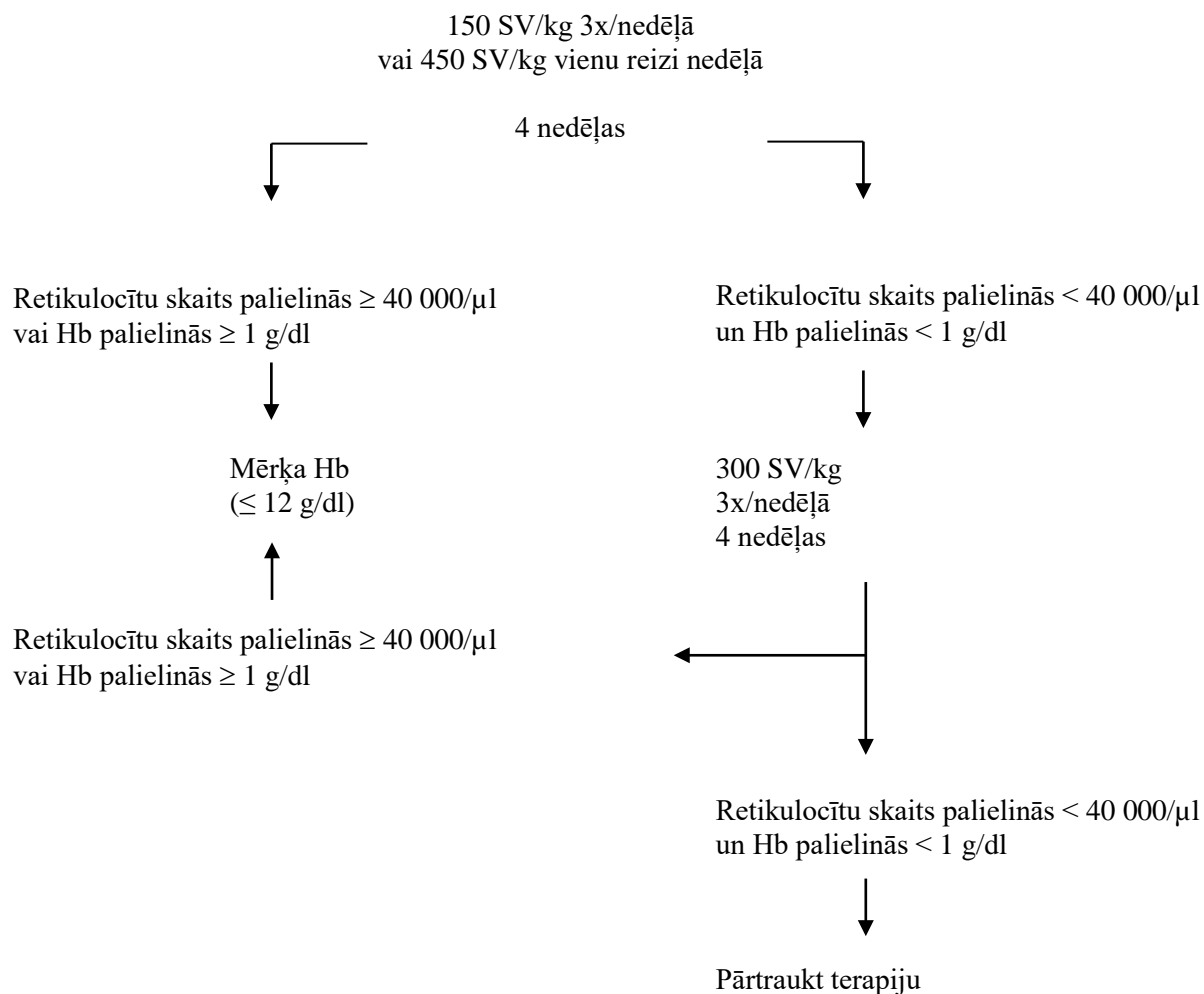 150 SV/kg 3x/nedēļā
vai 450 SV/kg vienu reizi nedēļā
4 nedēļas
Retikulocītu skaits palielinās ≥ 40 000/µl
vai Hb palielinās ≥ 1 g/dl
Retikulocītu skaits palielinās < 40 000/µl
un Hb palielinās < 1 g/dl
Mērķa Hb
(≤ 12 g/dl)
300 SV/kg
3x/nedēļā
4 nedēļas
Retikulocītu skaits palielinās ≥ 40 000/µl
vai Hb palielinās ≥ 1 g/dl
Retikulocītu skaits palielinās < 40 000/µl
un Hb palielinās < 1 g/dl
Pārtraukt terapiju